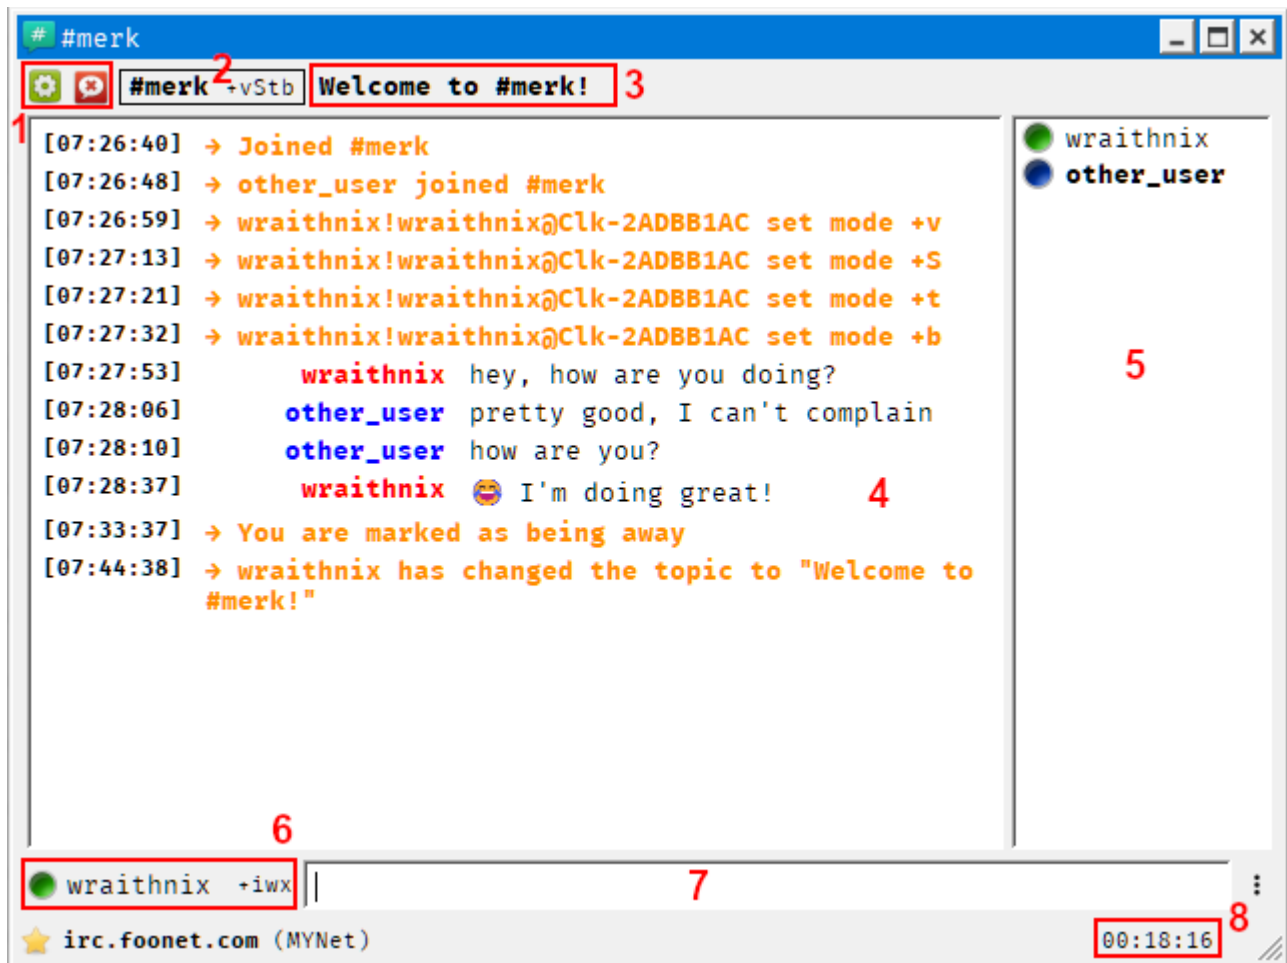 #merk
1
#merk +vStb
2
Welcome to #merk!
3
[07:26:40] → Joined #merk
[07:26:48] → other_user joined #merk
[07:26:59] → wraithnix!wraithnix@Clk-2ADBB1AC set mode +v
[07:27:13] → wraithnix!wraithnix@Clk-2ADBB1AC set mode +S
[07:27:21] → wraithnix!wraithnix@Clk-2ADBB1AC set mode +t
[07:27:32] → wraithnix!wraithnix@Clk-2ADBB1AC set mode +b
[07:27:53] wraithnix hey, how are you doing?
[07:28:06] other_user pretty good, I can't complain
[07:28:10] other_user how are you?
[07:28:37] wraithnix 😂 I'm doing great!
[07:33:37] → You are marked as being away
[07:44:38] → wraithnix has changed the topic to "Welcome to
#merk!"
4
wraithnix
other_user
5
6
wraithnix +iwx
7
irc.foonet.com (MYNet)
00:18:16
8